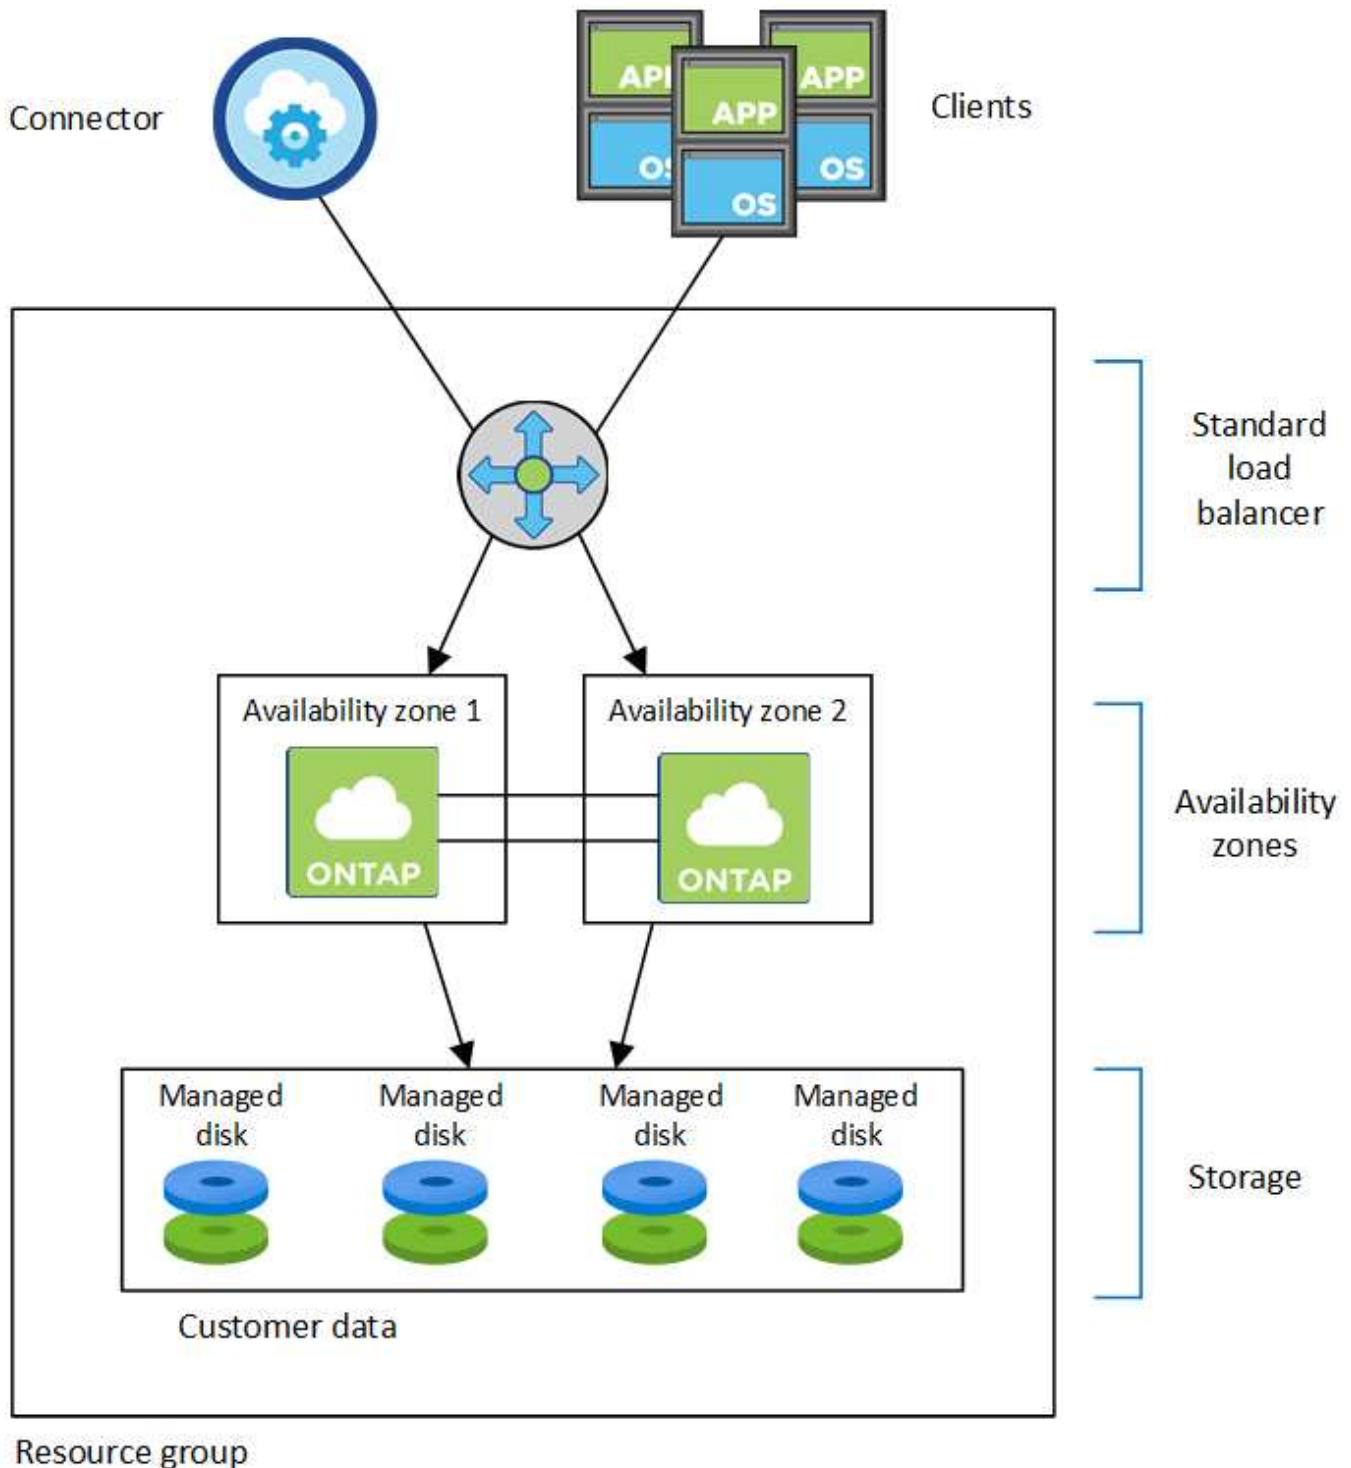 Connector
APP
APP
APP
OS
OS
OS
Clients
Standard
load
balancer
Availability zone 1
Availability zone 2
ONTAP
ONTAP
Availability
zones
Managed
disk
Managed
disk
Managed
disk
Managed
disk
Storage
Customer data
Resource group